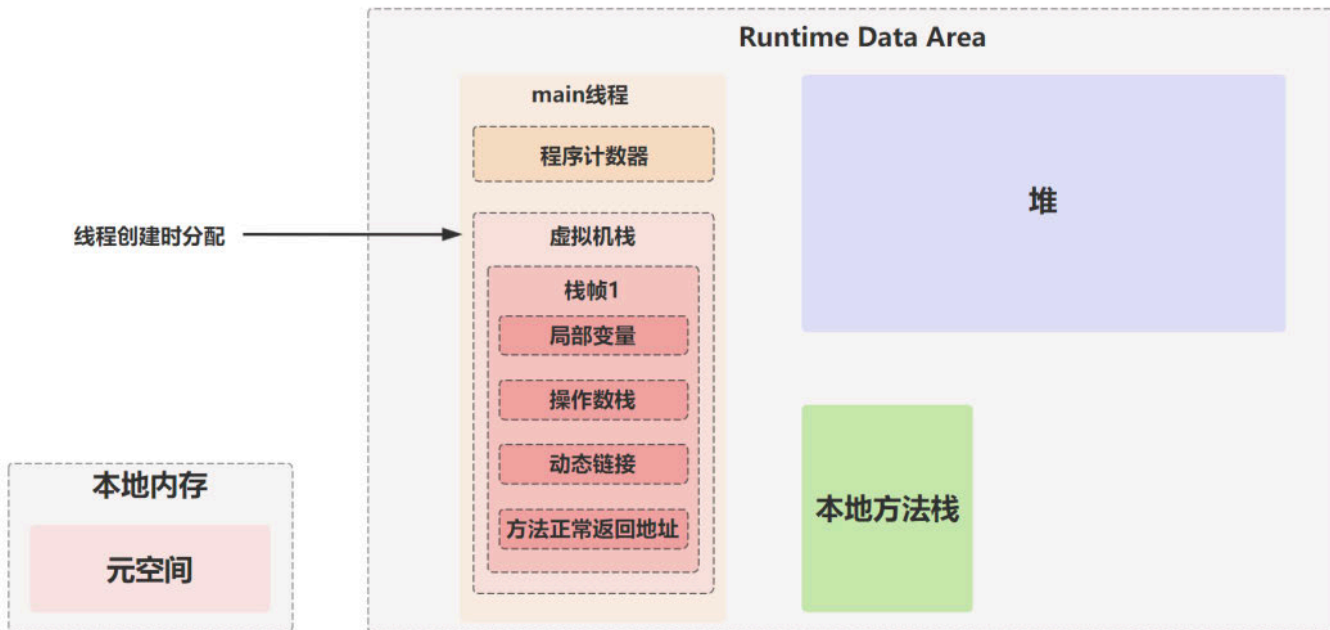 Runtime Data Area
main线程
程序计数器
堆
线程创建时分配
虚拟机栈
栈帧1
局部变量
操作数栈
动态链接
方法正常返回地址
本地方法栈
本地内存
元空间